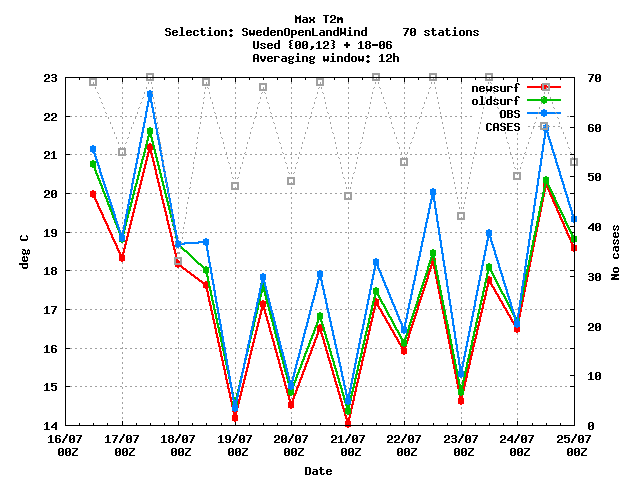 Max T2m
Selection: SwedenOpenLandWind 70 stations
Used {00,12} + 18-06
Averaging window: 12h
newsurf
oldsurf
OBS
CASES
23
22
21
20
19
18
17
16
15
14
deg C
70
60
50
40
30
20
10
0
No cases
16/07 17/07 18/07 19/07 20/07 21/07 22/07 23/07 24/07 25/07
00Z 00Z 00Z 00Z 00Z 00Z 00Z 00Z 00Z 00Z
Date